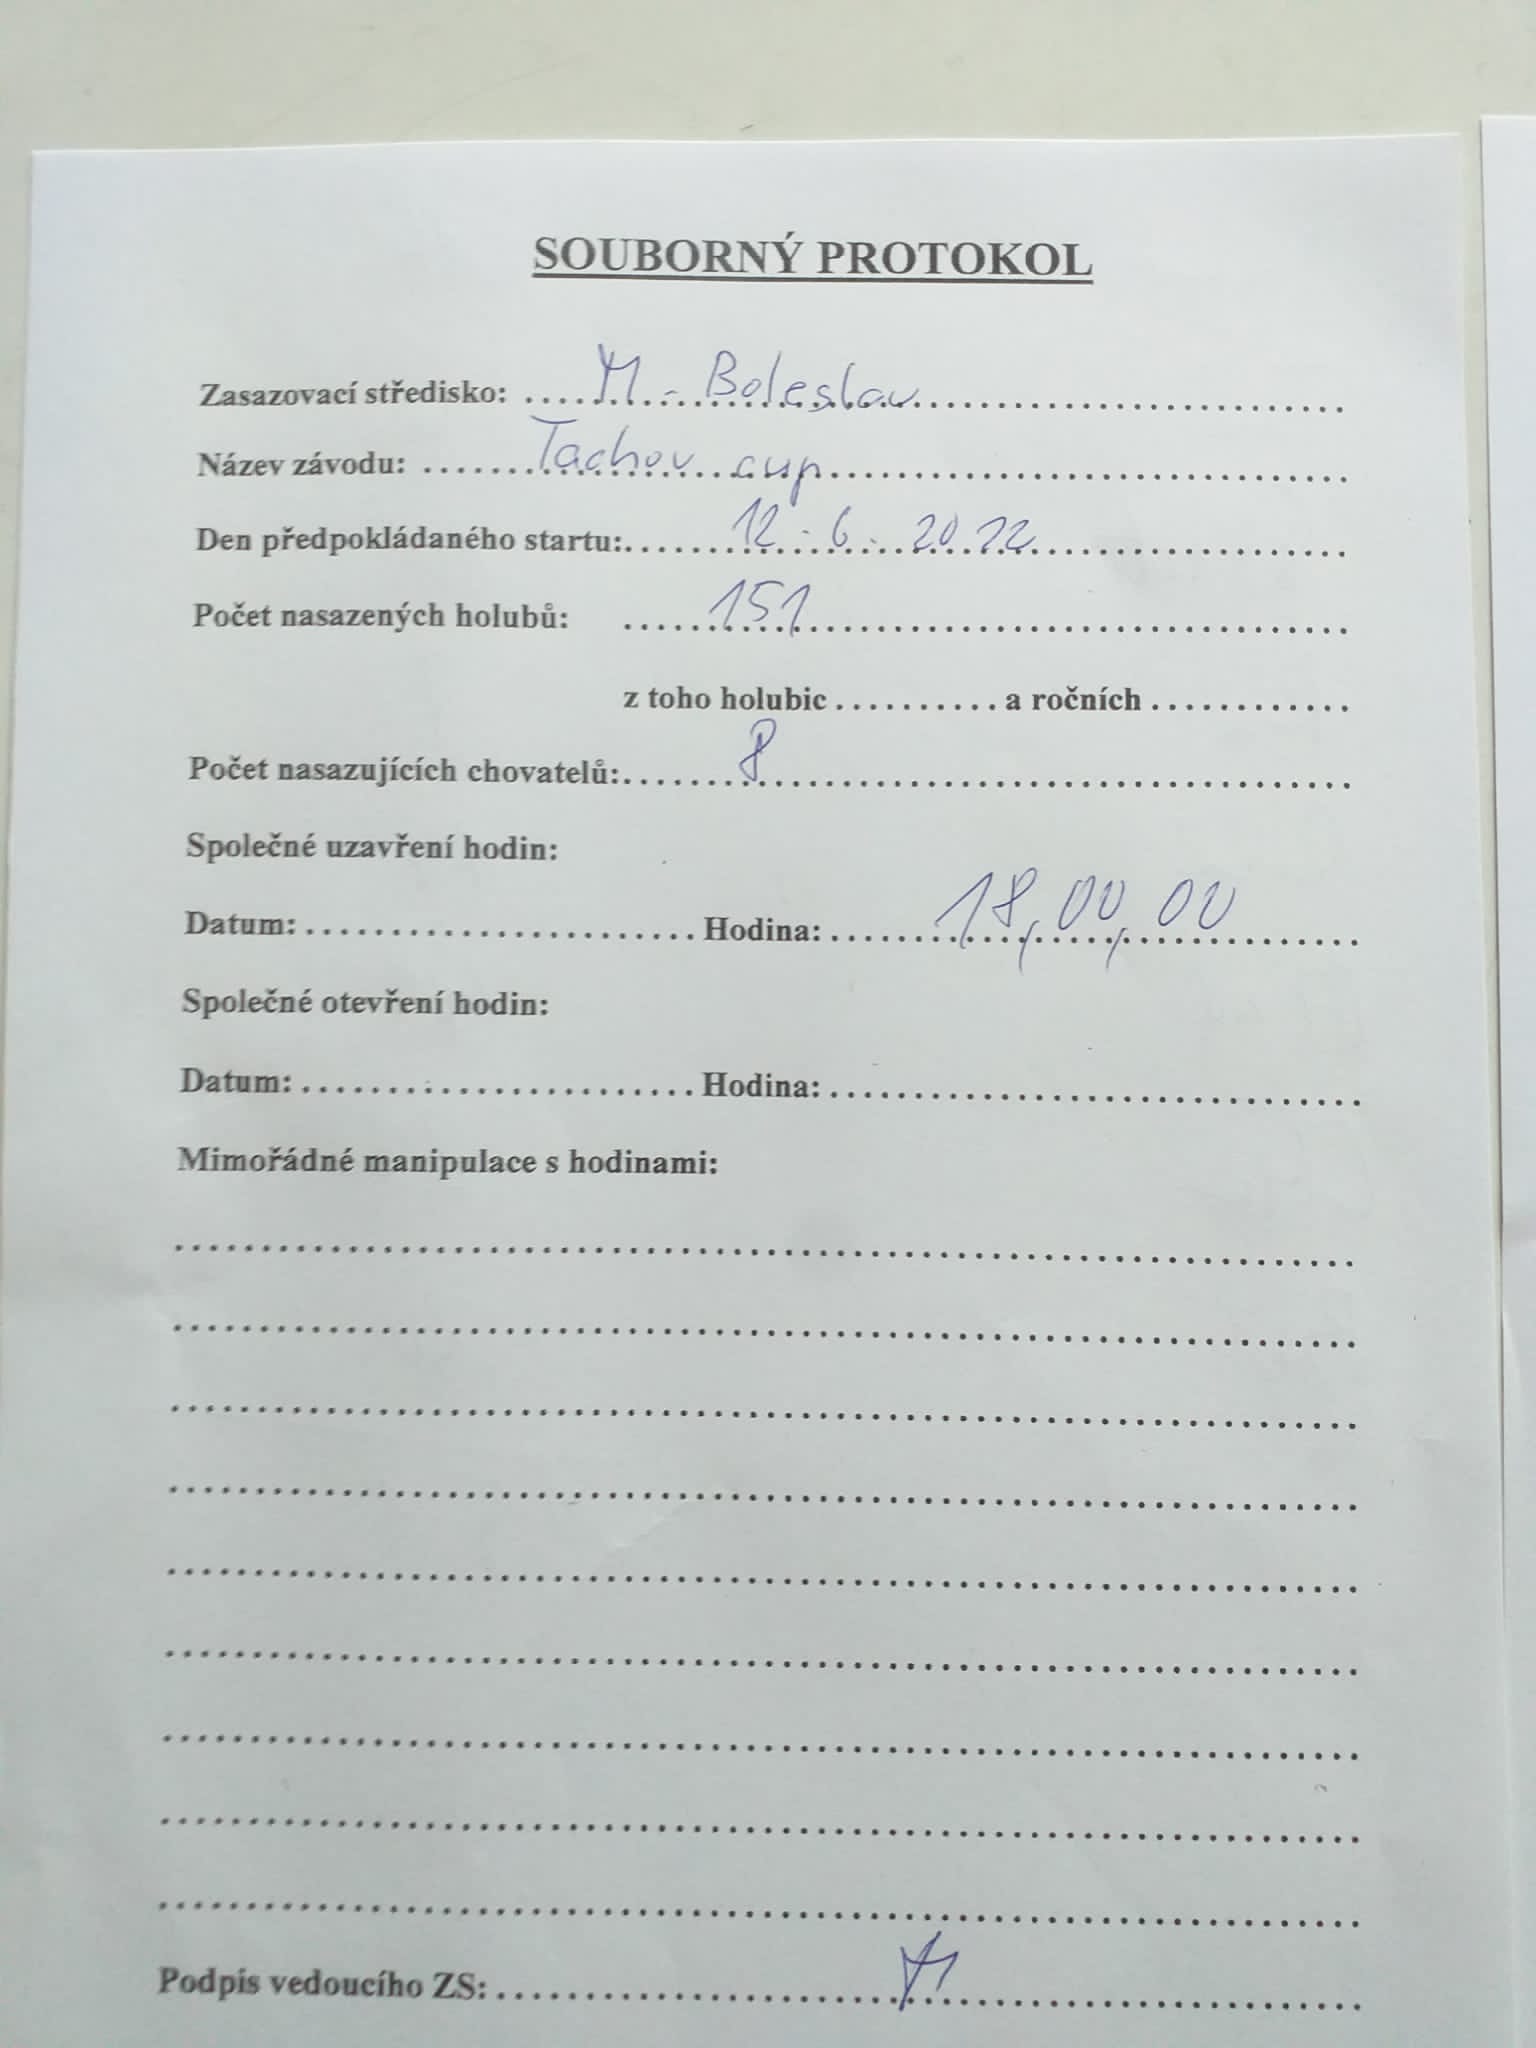 SOUBORNÝ PROTOKOL
Zasazovací středisko: M. Boleslav
Název závodu: Tachov cup
Den předpokládaného startu: 12. 6. 2022
Počet nasazených holubů: 151
z toho holubic .......... a ročních ............
Počet nasazujících chovatelů: 8
Společné uzavření hodin:
Datum: ........................ Hodina: 18,00,00
Společné otevření hodin:
Datum: ........................ Hodina: ................................
Mimořádné manipulace s hodinami:
Podpis vedoucího ZS: